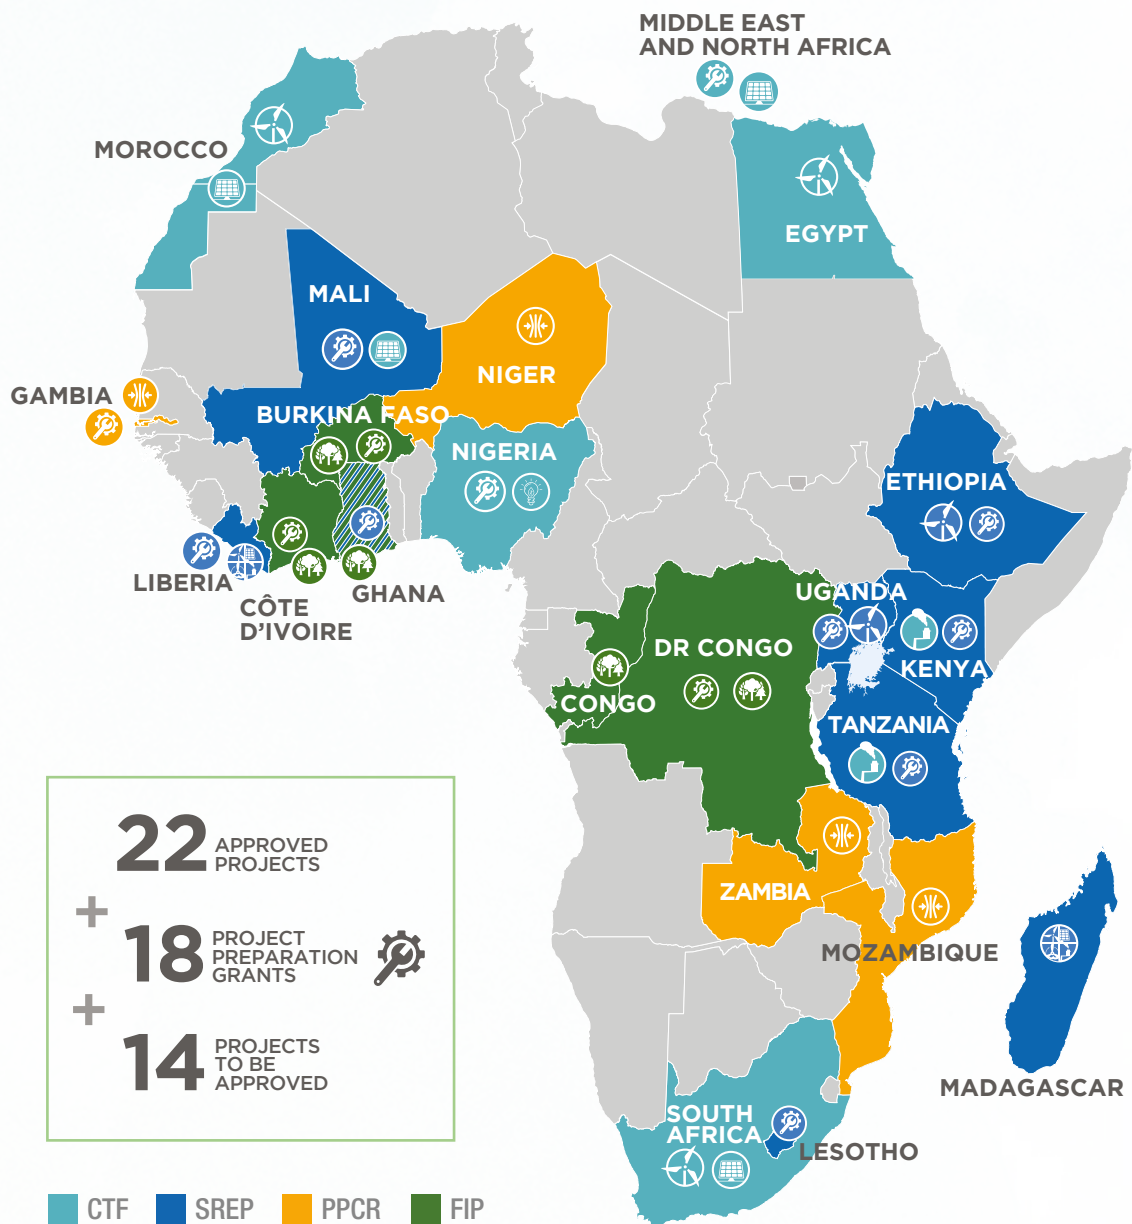 MIDDLE EAST
AND NORTH AFRICA
MOROCCO
EGYPT
MALI
NIGER
GAMBIA
BURKINA FASO
NIGERIA
ETHIOPIA
LIBERIA
CÔTE
D'IVOIRE
GHANA
UGANDA
KENYA
DR CONGO
CONGO
TANZANIA
ZAMBIA
MOZAMBIQUE
MADAGASCAR
SOUTH
AFRICA
LESOTHO
22 APPROVED
PROJECTS
+
18 PROJECT
PREPARATION
GRANTS
+
14 PROJECTS
TO BE
APPROVED
CTF SREP PPCR FIP